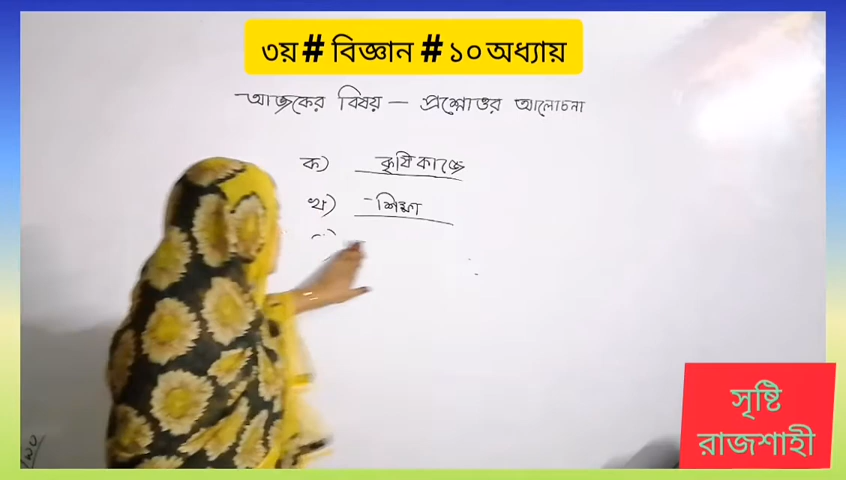 ৩য় # বিজ্ঞান # ১০ অধ্যায়
আজকের বিষয় — প্রশ্নোত্তর আলোচনা
ক) কৃষিকাজে
খ) শিক্ষা
সৃষ্টি
রাজশাহী